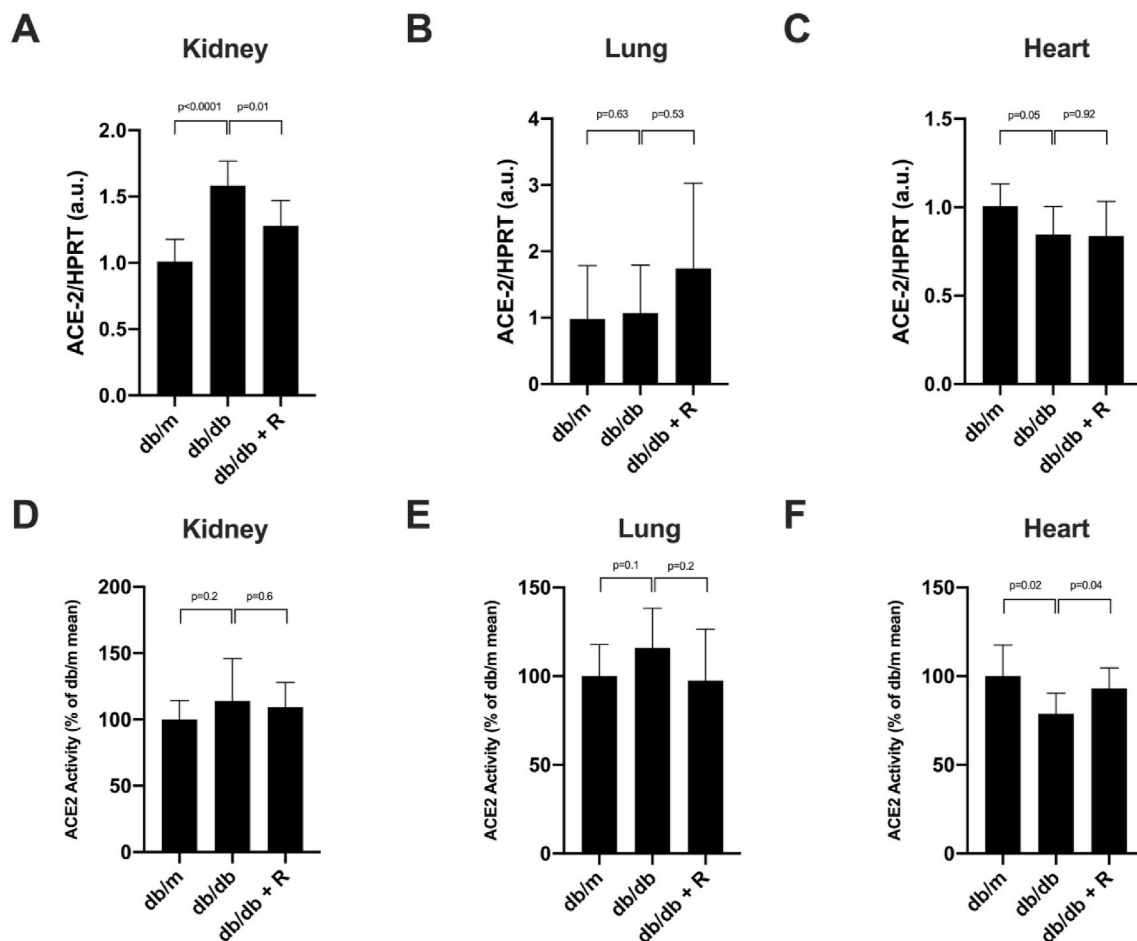 A
Kidney
p<0.0001
p=0.01
ACE-2/HPRT (a.u.)
2.0
1.5
1.0
0.5
0.0
db/m
db/db
db/db + R
B
Lung
p=0.63
p=0.53
ACE-2/HPRT (a.u.)
4
3
2
1
0
db/m
db/db
db/db + R
C
Heart
p=0.05
p=0.92
ACE-2/HPRT (a.u.)
1.5
1.0
0.5
0.0
db/m
db/db
db/db + R
D
Kidney
p=0.2
p=0.6
ACE2 Activity (% of db/m mean)
200
150
100
50
0
db/m
db/db
db/db + R
E
Lung
p=0.1
p=0.2
ACE2 Activity (% of db/m mean)
150
100
50
0
db/m
db/db
db/db + R
F
Heart
p=0.02
p=0.04
ACE2 Activity (% of db/m mean)
150
100
50
0
db/m
db/db
db/db + R